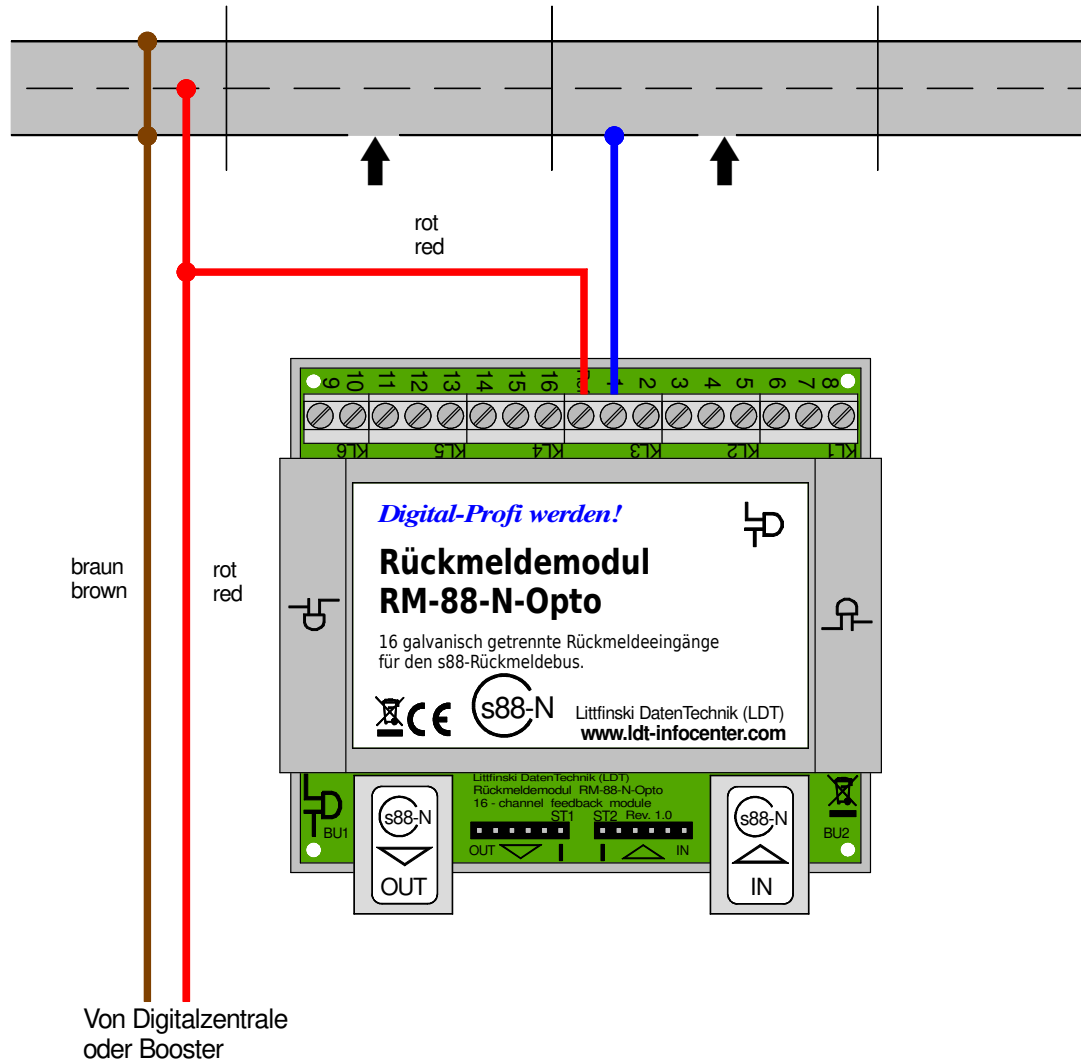 rot
red
9 10 11 12 13 14 15 16 1 2 3 4 5 6 7 8
KL6 KL5 KL4 KL3 KL2 KL1
Digital-Profi werden!
Rückmeldemodul
RM-88-N-Opto
16 galvanisch getrennte Rückmeldeeingänge
für den s88-Rückmeldebus.
CE s88-N
Littfinski DatenTechnik (LDT)
www.ldt-infocenter.com
braun
brown
rot
red
Littfinski DatenTechnik (LDT)
Rückmeldemodul RM-88-N-Opto
16 - channel feedback module
ST1 ST2 Rev. 1.0
OUT IN
BU1
s88-N
OUT
s88-N
IN
BU2
Von Digitalzentrale
oder Booster